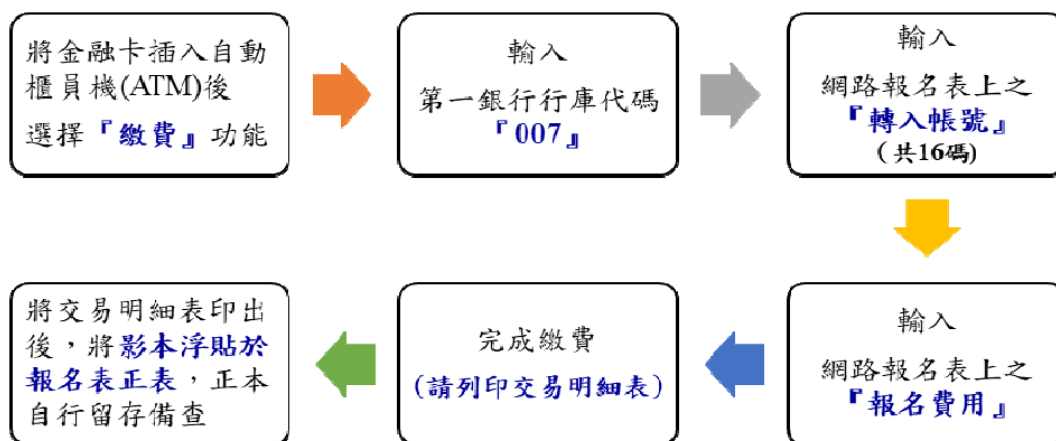 將金融卡插入自動
櫃員機(ATM)後
選擇『繳費』功能
輸入
第一銀行行庫代碼
『007』
輸入
網路報名表上之
『轉入帳號』
(共16碼)
輸入
網路報名表上之
『報名費用』
完成繳費
(請列印交易明細表)
將交易明細表印出
後，將影本浮貼於
報名表正表，正本
自行留存備查